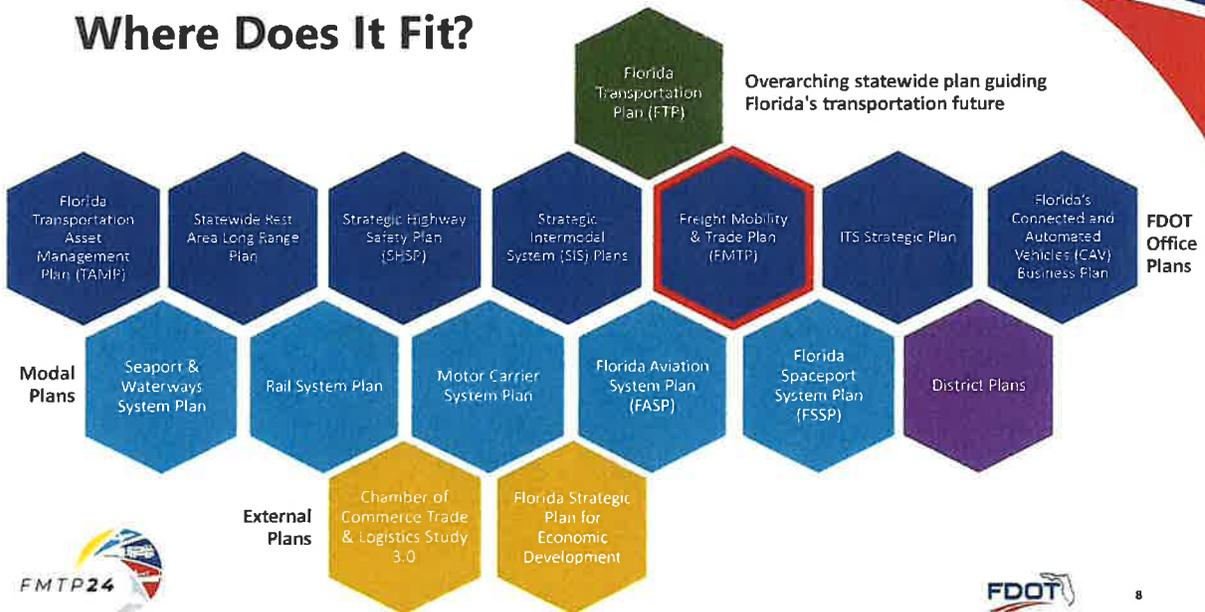 Where Does It Fit?
Florida
Transportation
Plan (FTP)
Overarching statewide plan guiding
Florida's transportation future
Florida
Transportation
Asset
Management
Plan (TAMP)
Statewide Rest
Area Long Range
Plan
Strategic Highway
Safety Plan
(SHSP)
Strategic
Intermodal
System (SIS) Plans
Freight Mobility
& Trade Plan
(FMTP)
ITS Strategic Plan
Florida's
Connected and
Automated
Vehicles (CAV)
Business Plan
FDOT
Office
Plans
Modal
Plans
Seaport &
Waterways
System Plan
Rail System Plan
Motor Carrier
System Plan
Florida Aviation
System Plan
(FASP)
Florida
Spaceport
System Plan
(FSSP)
District Plans
External
Plans
Chamber of
Commerce Trade
& Logistics Study
3.0
Florida Strategic
Plan for
Economic
Development
FMTP24
FDOT
8